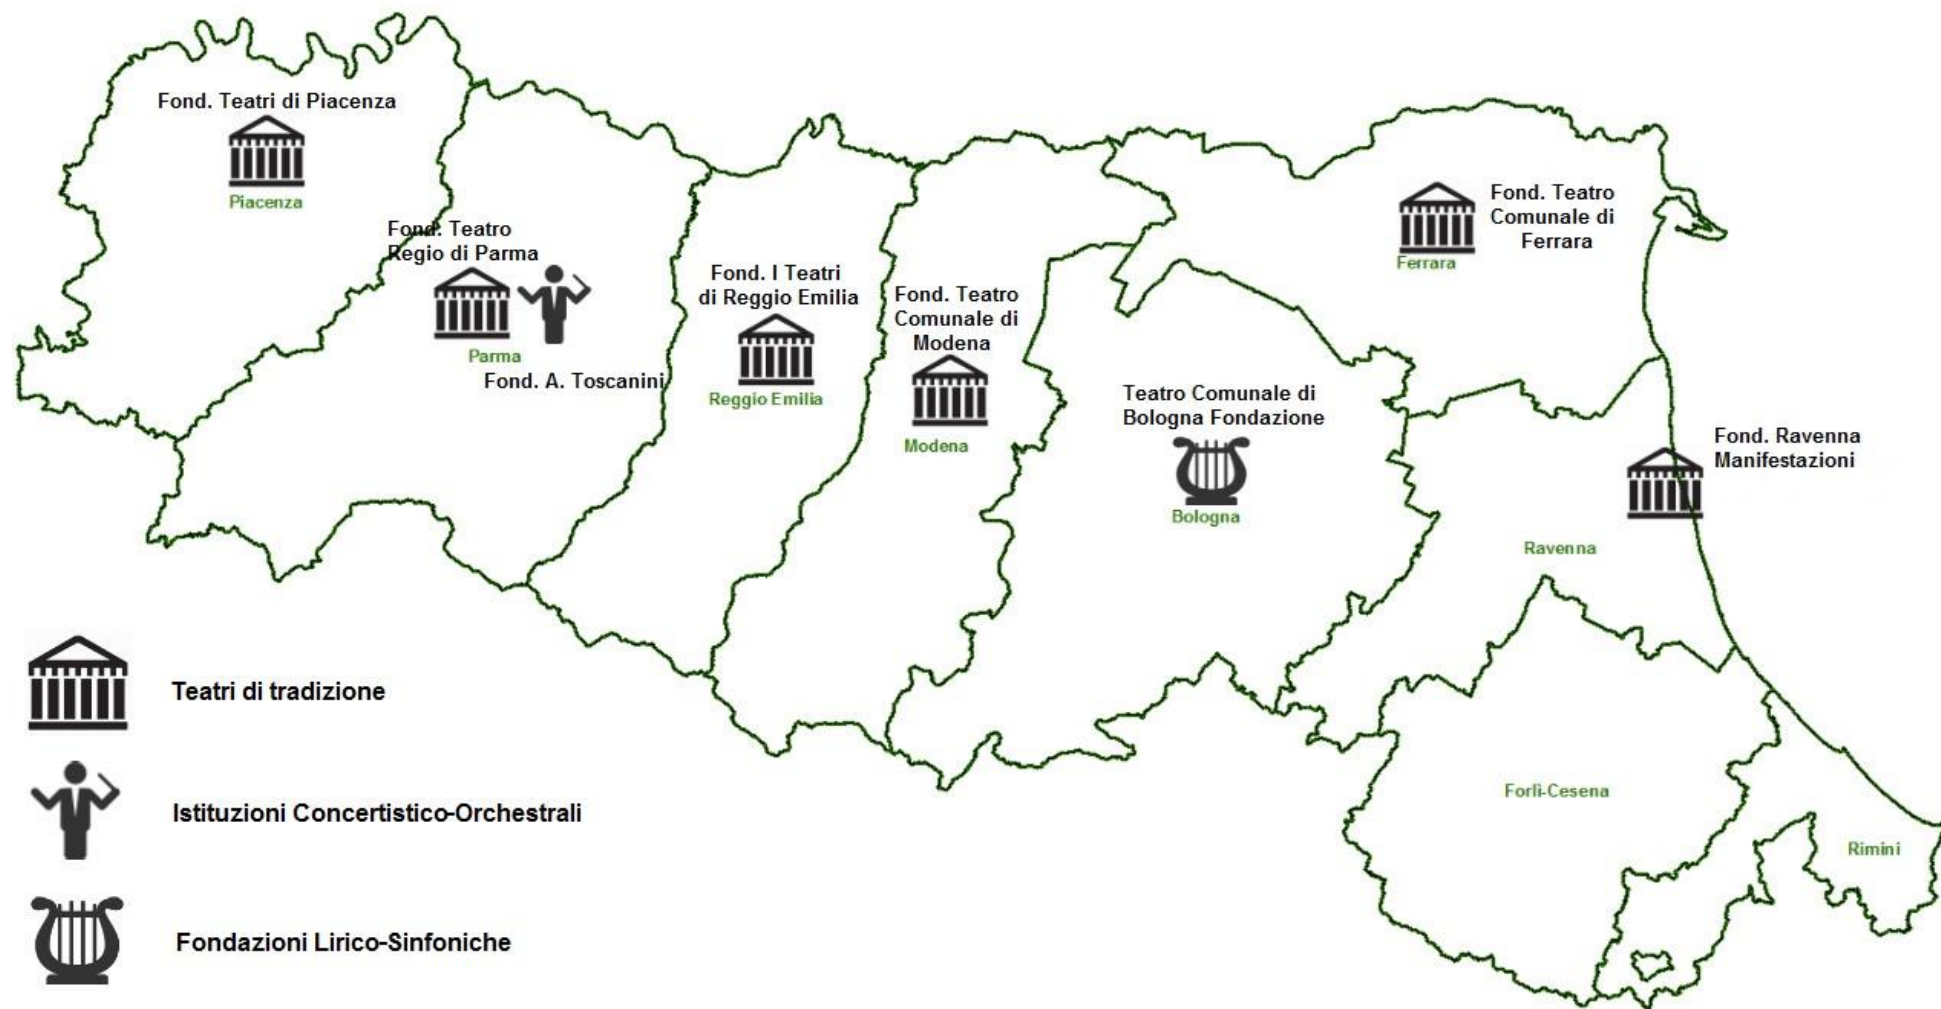 Fond. Teatri di Piacenza
Piacenza
Fond. Teatro
Regio di Parma
Parma
Fond. A. Toscanini
Fond. I Teatri
di Reggio Emilia
Reggio Emilia
Fond. Teatro
Comunale di
Modena
Modena
Teatro Comunale di
Bologna Fondazione
Bologna
Fond. Teatro
Comunale di
Ferrara
Ferrara
Fond. Ravenna
Manifestazioni
Ravenna
Forlì-Cesena
Rimini
Teatri di tradizione
Istituzioni Concertistico-Orchestrali
Fondazioni Lirico-Sinfoniche